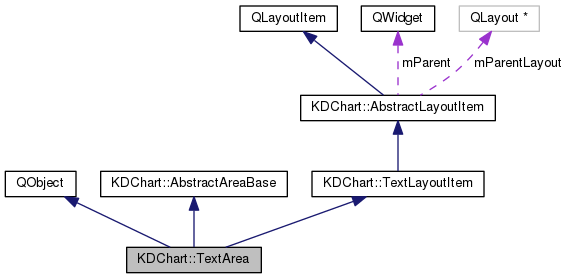 QLayoutItem
QWidget
QLayout *
mParent
mParentLayout
KDChart::AbstractLayoutItem
QObject
KDChart::AbstractAreaBase
KDChart::TextLayoutItem
KDChart::TextArea